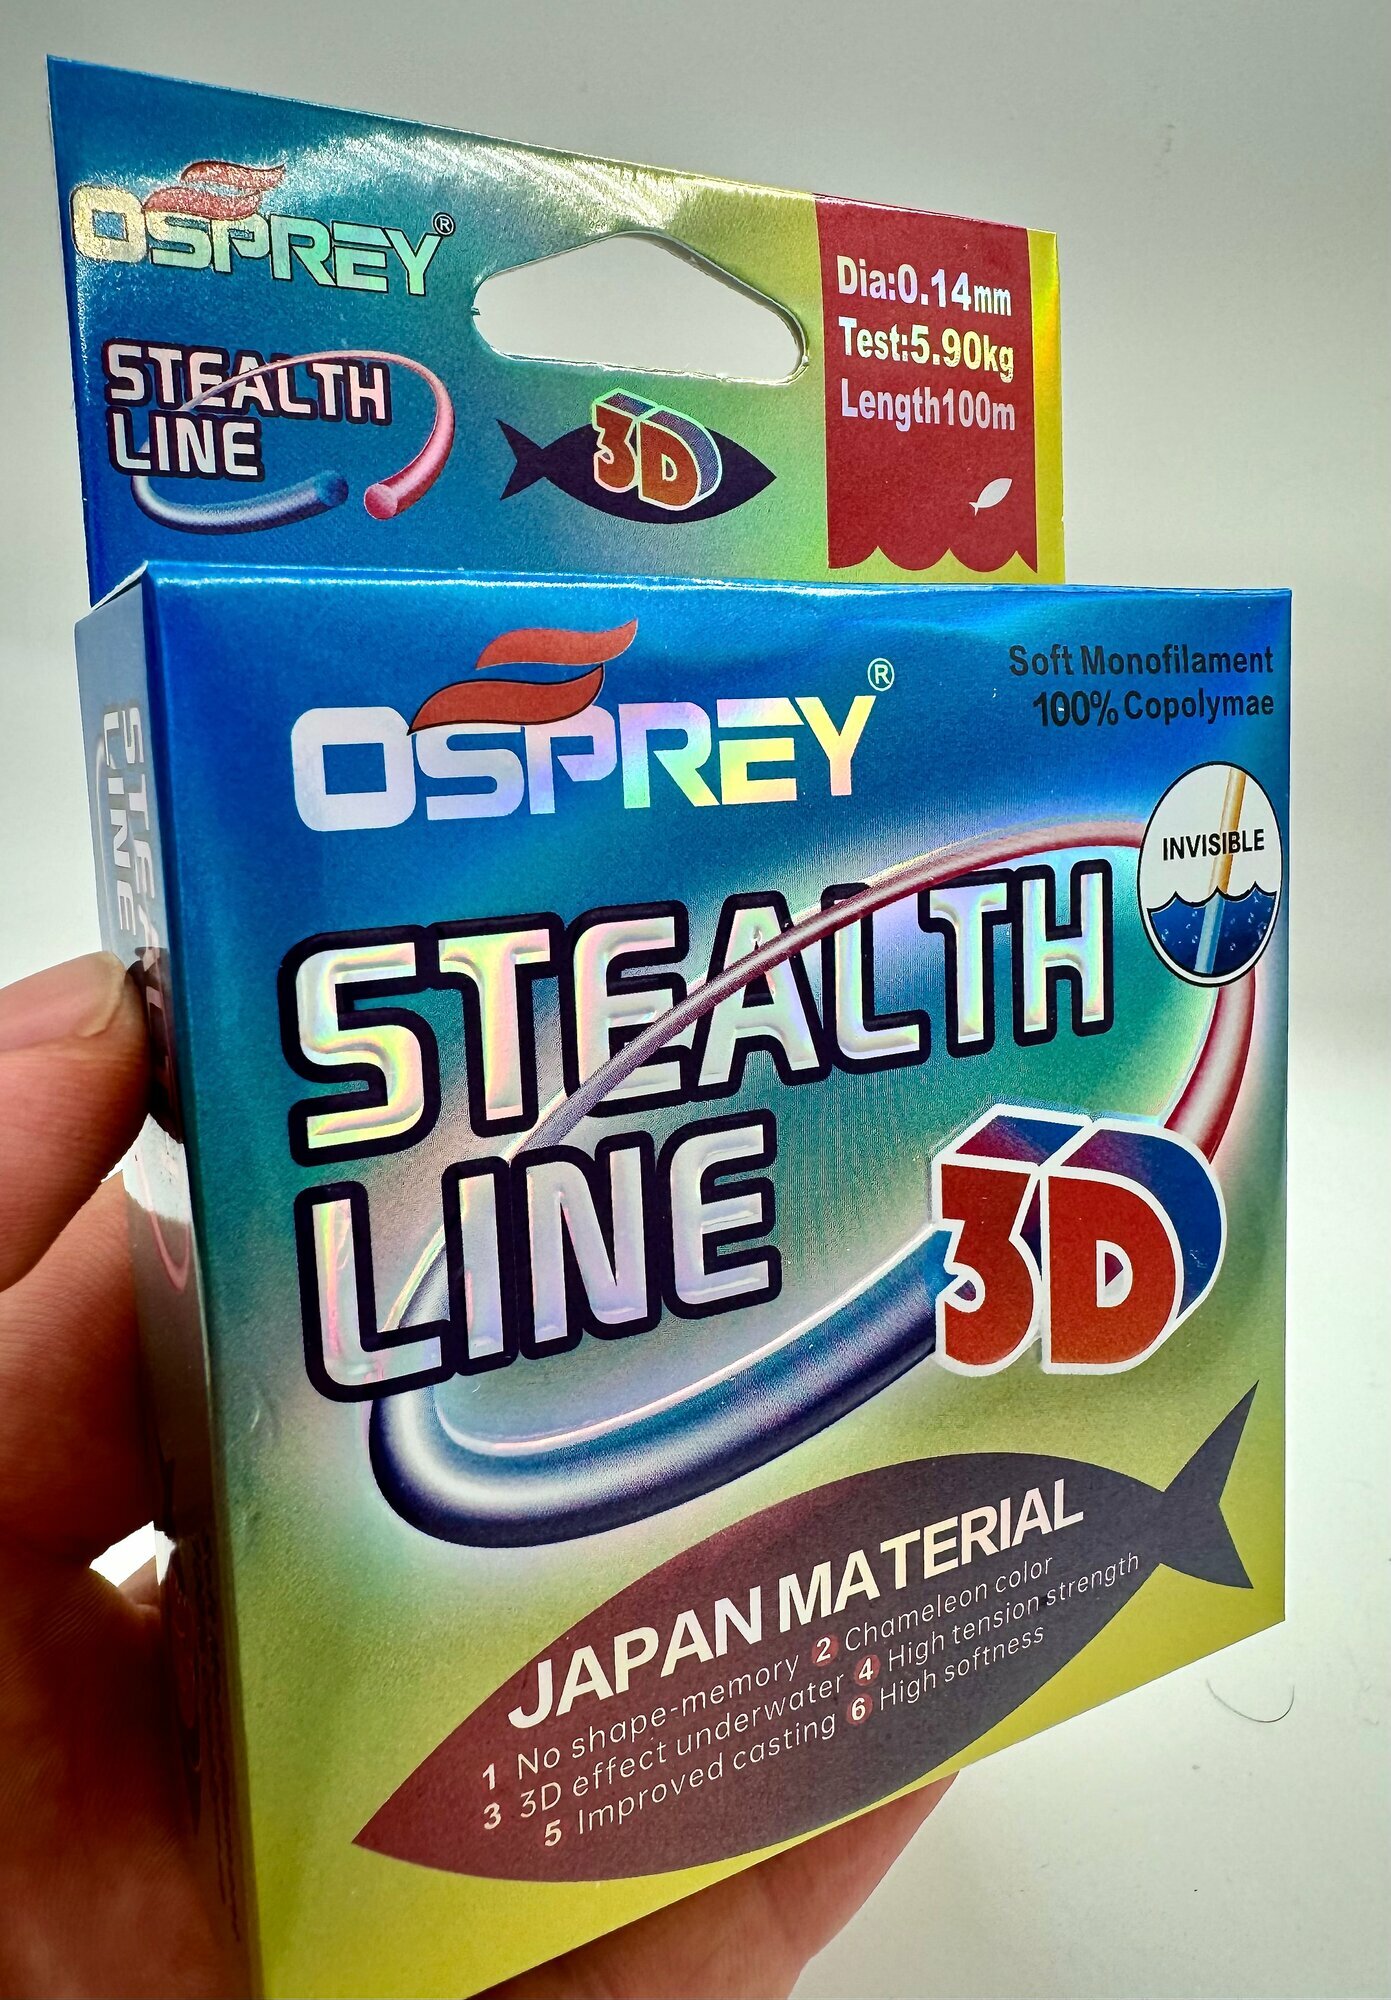 OSPREY®
STEALTH
LINE
3D
Dia:0.14mm
Test:5.90kg
Length100m
OSPREY®
Soft Monofilament
100% Copolymae
INVISIBLE
STEALTH
LINE
3D
JAPAN MATERIAL
1 No shape-memory 2 Chameleon color
3 3D effect underwater 4 High tension strength
5 Improved casting 6 High softness
STEALTH
LINE